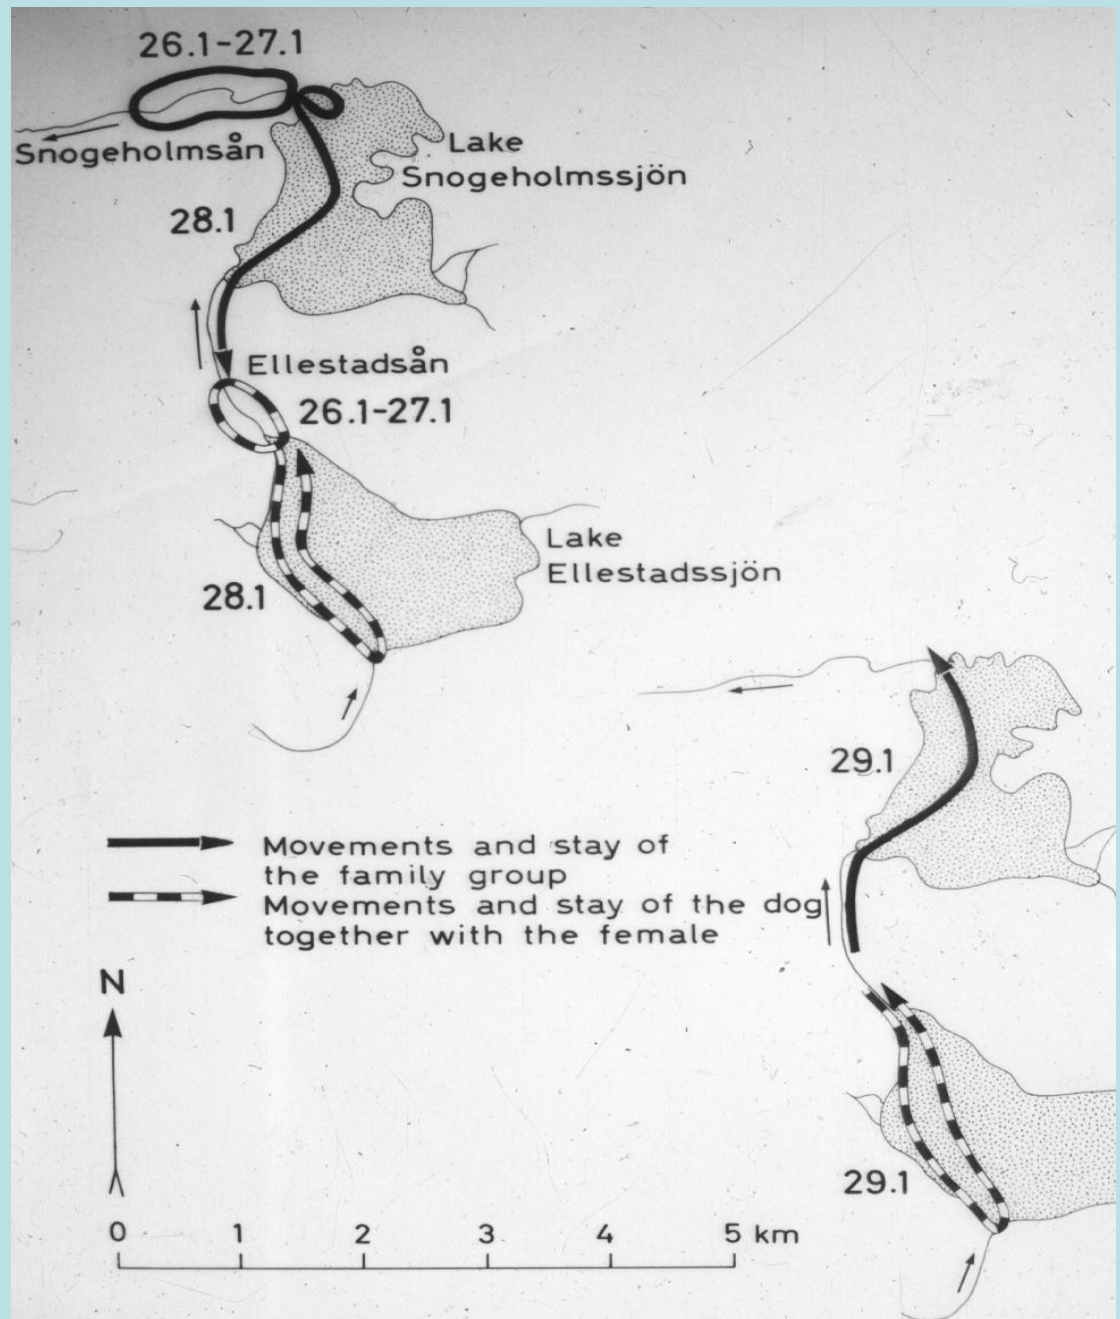 26.1-27.1
Snogeholmsån
Lake
Snogeholmssjön
28.1
Ellestadsån
26.1-27.1
Lake
Ellestadssjön
28.1
29.1
Movements and stay of
the family group
Movements and stay of the dog
together with the female
N
29.1
0 1 2 3 4 5 km